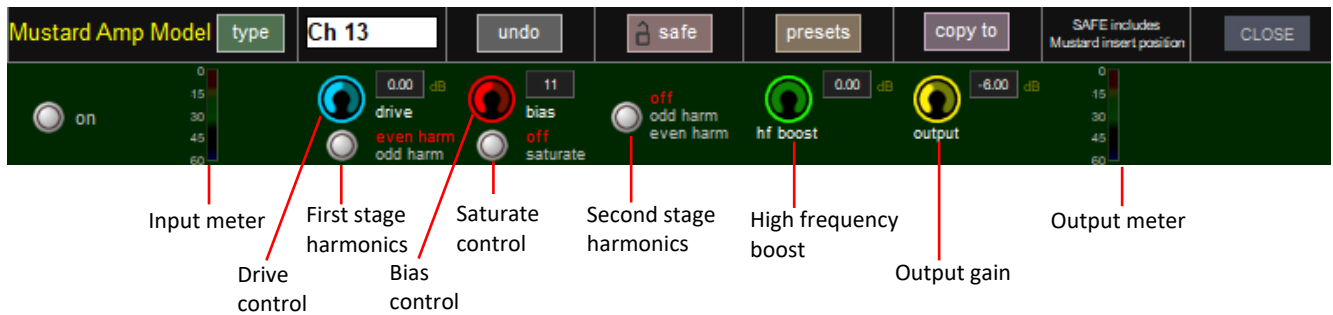 Mustard Amp Model type Ch 13 undo safe presets copy to SAFE includes CLOSE
Mustard insert position
on
0
15
30
45
60
0.00 dB
drive
even harm
odd harm
11
bias
off
saturate
off
odd harm
even harm
0.00 dB
hf boost
-6.00 dB
output
0
15
30
45
60
Input meter
First stage
harmonics
Saturate
control
Second stage
harmonics
High frequency
boost
Output meter
Drive
control
Bias
control
Output gain